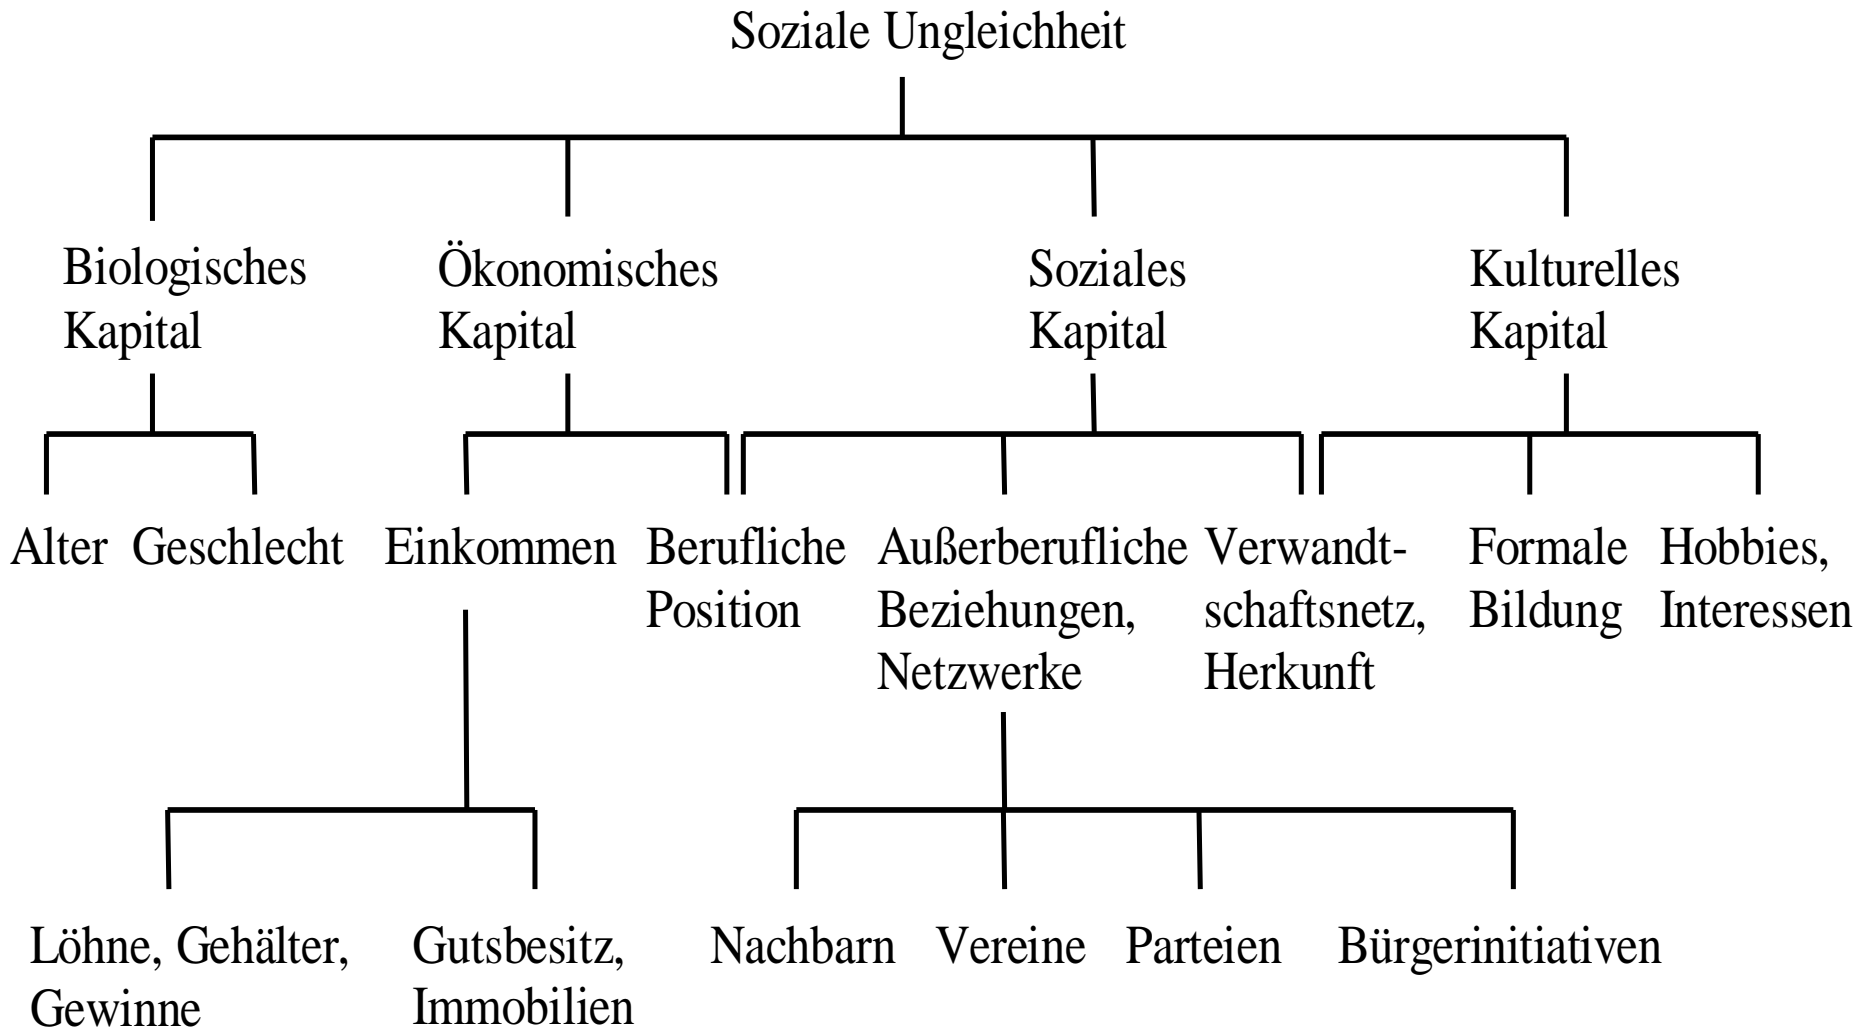 Soziale Ungleichheit
Biologisches
Kapital
Ökonomisches
Kapital
Soziales
Kapital
Kulturelles
Kapital
Alter
Geschlecht
Einkommen
Berufliche
Position
Außerberufliche
Beziehungen,
Netzwerke
Verwandt-
schaftsnetz,
Herkunft
Formale
Bildung
Hobbies,
Interessen
Löhne, Gehälter,
Gewinne
Gutsbesitz,
Immobilien
Nachbarn
Vereine
Parteien
Bürgerinitiativen